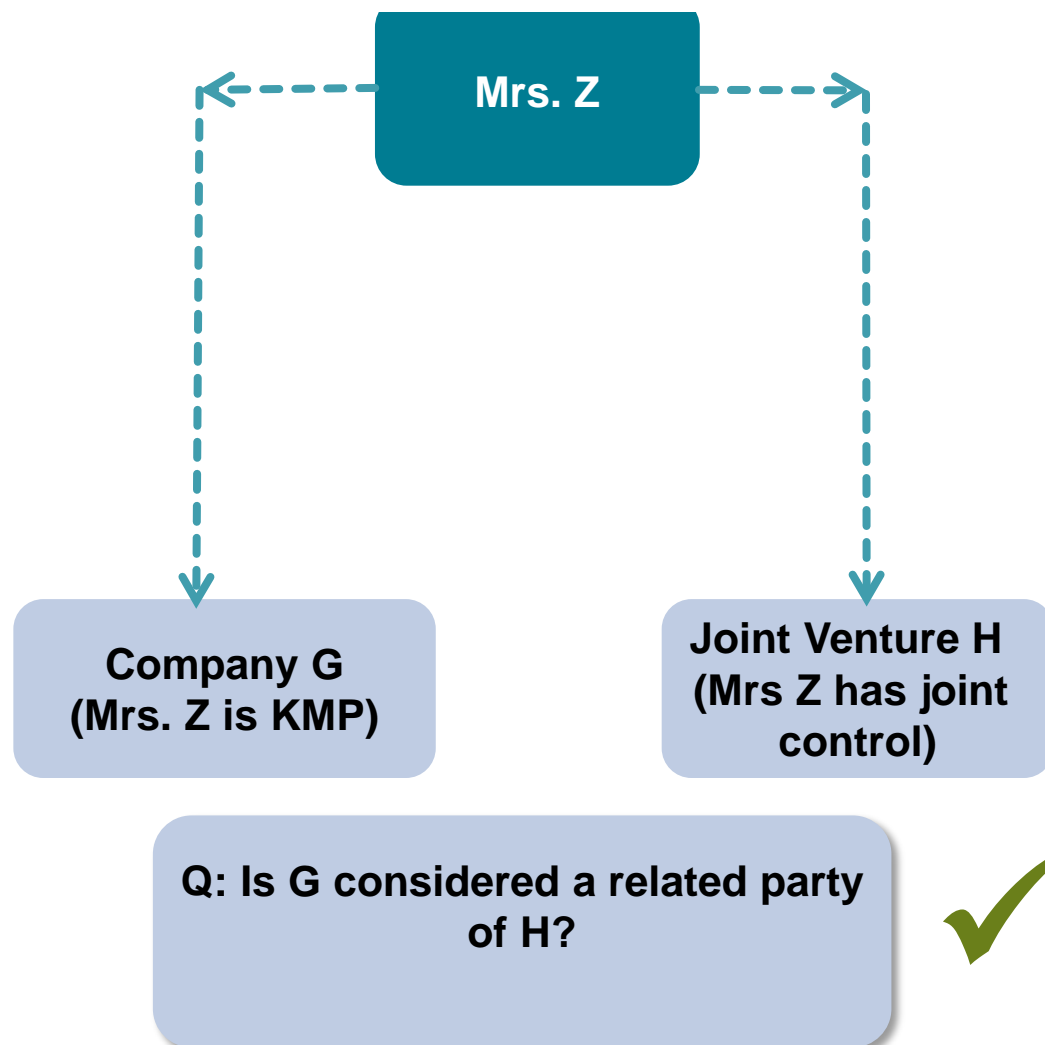 Mrs. Z
Company G
(Mrs. Z is KMP)
Joint Venture H
(Mrs Z has joint
control)
Q: Is G considered a related party
of H?